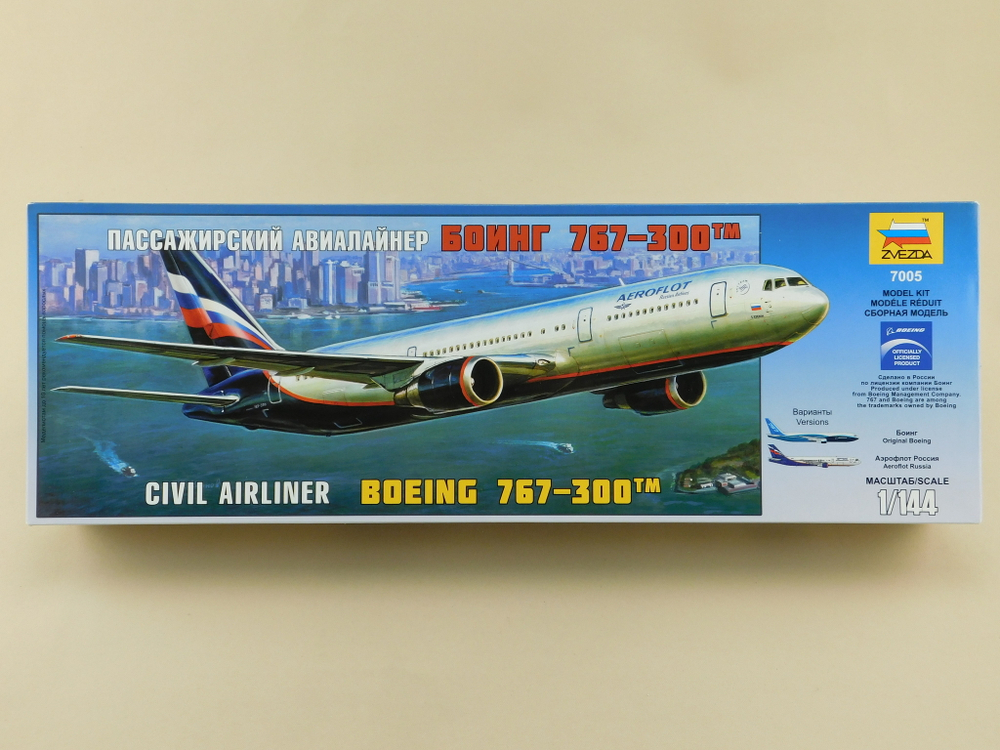 ПАССАЖИРСКИЙ АВИАЛАЙНЕР БОИНГ 767-300™
AEROFLOT
Russian Airlines
CIVIL AIRLINER BOEING 767-300™
™
ZVEZDA
7005
MODEL KIT
MODÈLE RÉDUIT
СБОРНАЯ МОДЕЛЬ
BOEING
OFFICIALLY
LICENSED
PRODUCT
Сделано в России
по лицензии компании Боинг
Produced under license
from Boeing Management Company.
767 and Boeing are among
the trademarks owned by Boeing
Варианты
Versions
Боинг
Original Boeing
Аэрофлот Россия
Aeroflot Russia
МАСШТАБ/SCALE
1/144